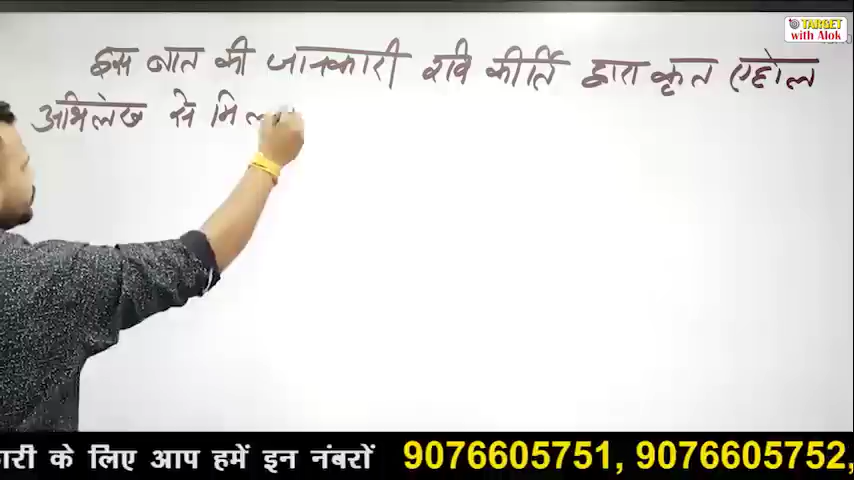 TARGET
with Alok
इस बात की जानकारी रवि कीर्ति द्वारा कृत एहोल
अभिलेख से मिल
कारी के लिए आप हमें इन नंबरों 9076605751, 9076605752,